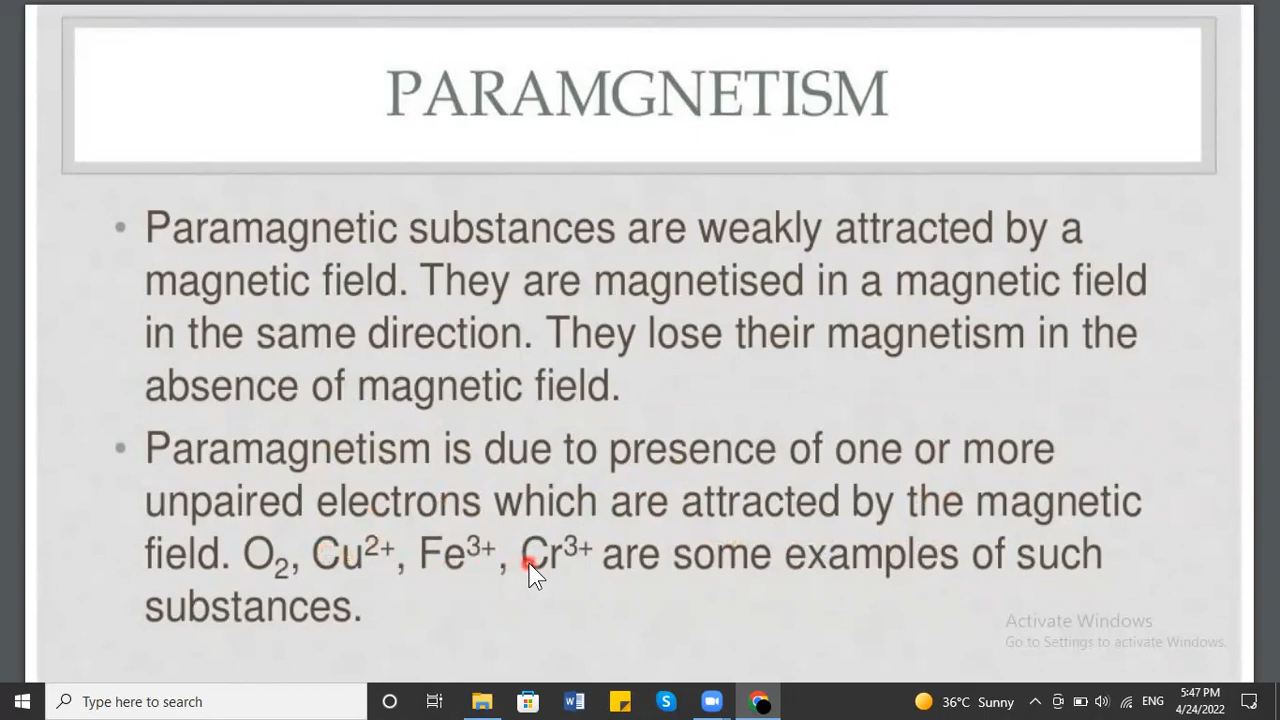 PARAMGNETISM
• Paramagnetic substances are weakly attracted by a
magnetic field. They are magnetised in a magnetic field
in the same direction. They lose their magnetism in the
absence of magnetic field.
• Paramagnetism is due to presence of one or more
unpaired electrons which are attracted by the magnetic
field. O₂, Cu²⁺, Fe³⁺, Cr³⁺ are some examples of such
substances.
Activate Windows
Go to Settings to activate Windows.
Type here to search
36°C Sunny
ENG
5:47 PM
4/24/2022